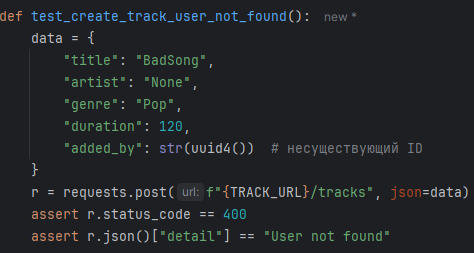 def test_create_track_user_not_found(): new *
    data = {
        "title": "BadSong",
        "artist": "None",
        "genre": "Pop",
        "duration": 120,
        "added_by": str(uuid4())  # несуществующий ID
    }
    r = requests.post( url: f"{TRACK_URL}/tracks", json=data)
    assert r.status_code == 400
    assert r.json()["detail"] == "User not found"